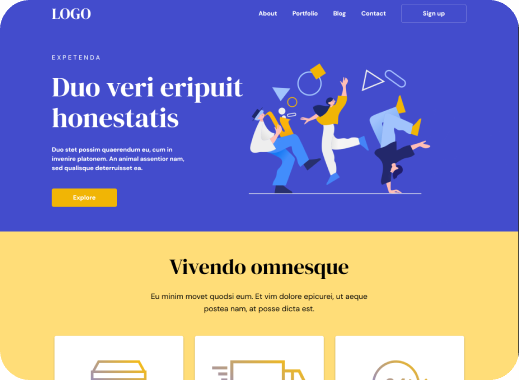 LOGO
About Portfolio Blog Contact Sign up
EXPETENDA
Duo veri eripuit
honestatis
Duo stet possim quaerendum eu, cum in
invenire platonem. An animal assentior nam,
sed qualisque deterruisset ea.
Explore
Vivendo omnesque
Eu minim movet quodsi eum. Et vim dolore epicurei, ut aeque
postea nam, at posse dicta est.